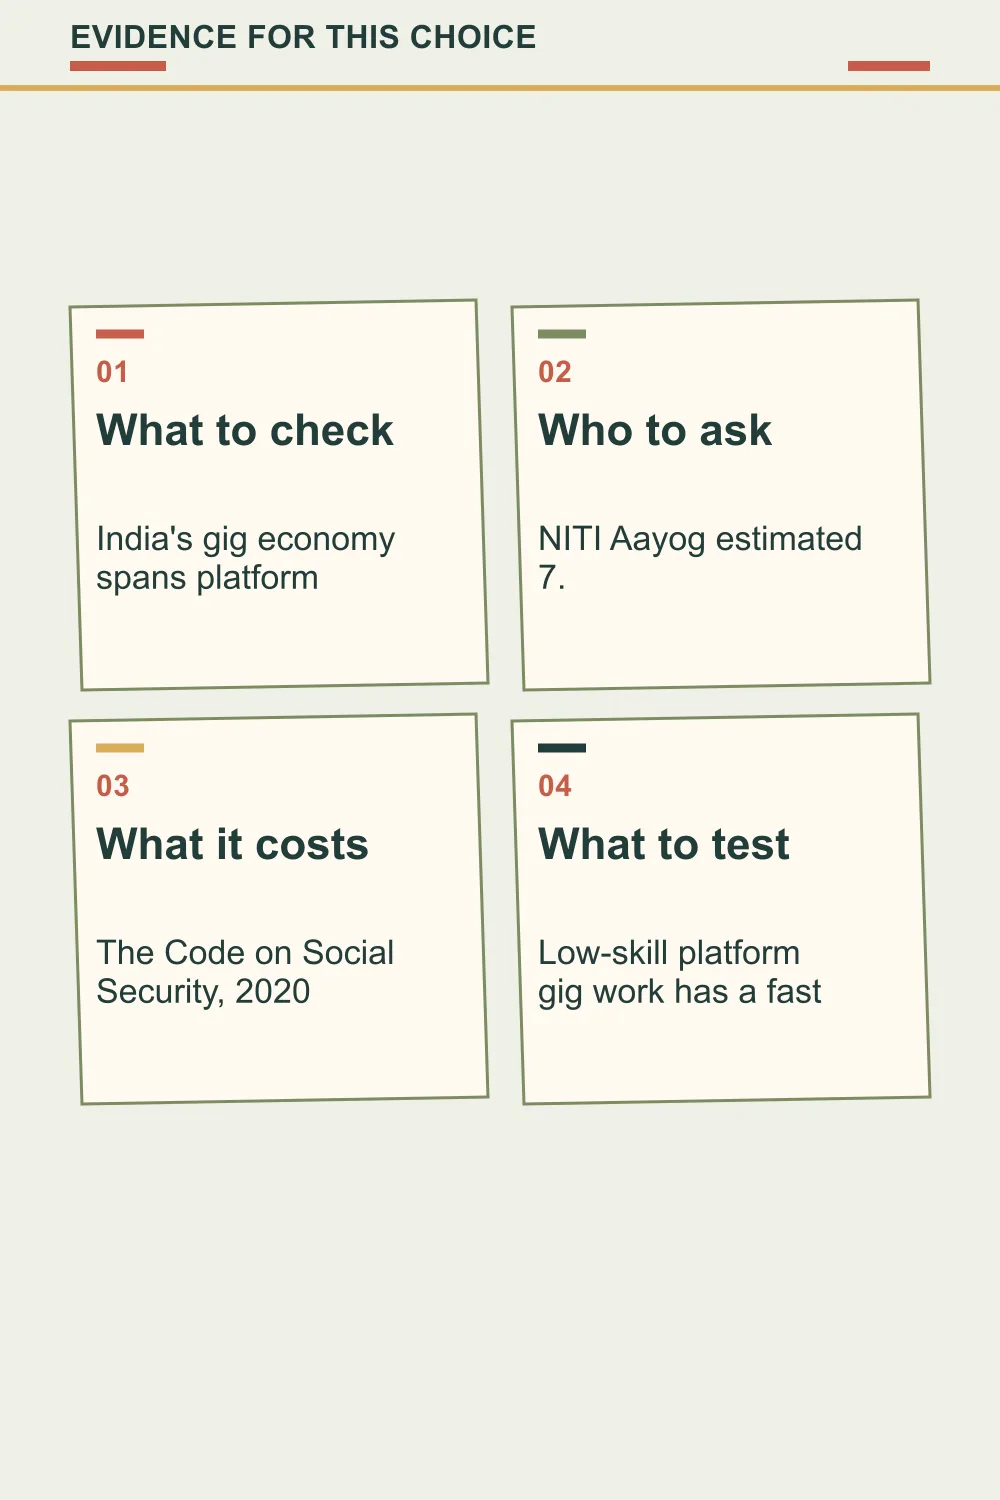 EVIDENCE FOR THIS CHOICE
01
What to check
India's gig economy
spans platform
02
Who to ask
NITI Aayog estimated
7.
03
What it costs
The Code on Social
Security, 2020
04
What to test
Low-skill platform
gig work has a fast